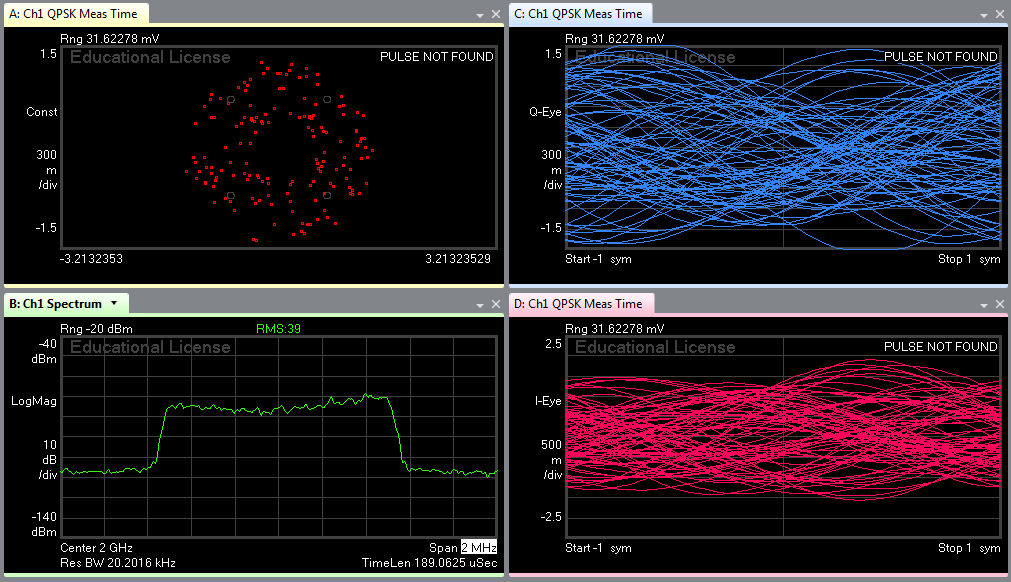 A: Ch1 QPSK Meas Time
Rng 31.62278 mV
1.5
Educational License
PULSE NOT FOUND
Const
300
m
/div
-1.5
-3.2132353
3.21323529
C: Ch1 QPSK Meas Time
Rng 31.62278 mV
1.5
Educational License
PULSE NOT FOUND
Q-Eye
300
m
/div
-1.5
Start -1 sym
Stop 1 sym
B: Ch1 Spectrum
Rng -20 dBm
RMS:39
-40
dBm
Educational License
LogMag
10
dB
/div
-140
dBm
Center 2 GHz
Span 2 MHz
Res BW 20.2016 kHz
TimeLen 189.0625 uSec
D: Ch1 QPSK Meas Time
Rng 31.62278 mV
2.5
Educational License
PULSE NOT FOUND
I-Eye
500
m
/div
-2.5
Start -1 sym
Stop 1 sym